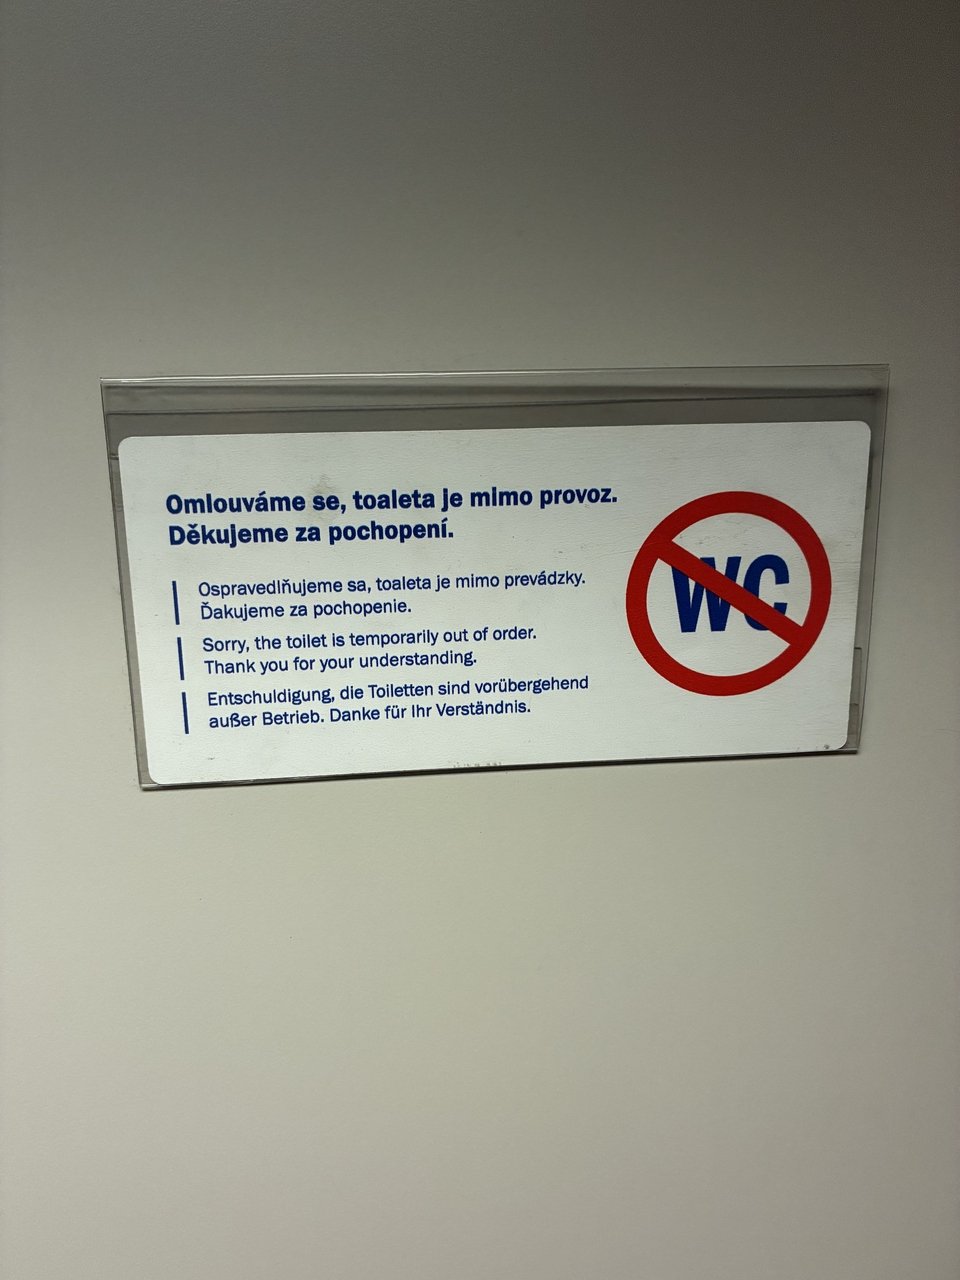 Omlouváme se, toaleta je mimo provoz.
Děkujeme za pochopení.
Ospravedlňujeme sa, toaleta je mimo prevádzky.
Ďakujeme za pochopenie.
Sorry, the toilet is temporarily out of order.
Thank you for your understanding.
Entschuldigung, die Toiletten sind vorübergehend
außer Betrieb. Danke für Ihr Verständnis.
WC